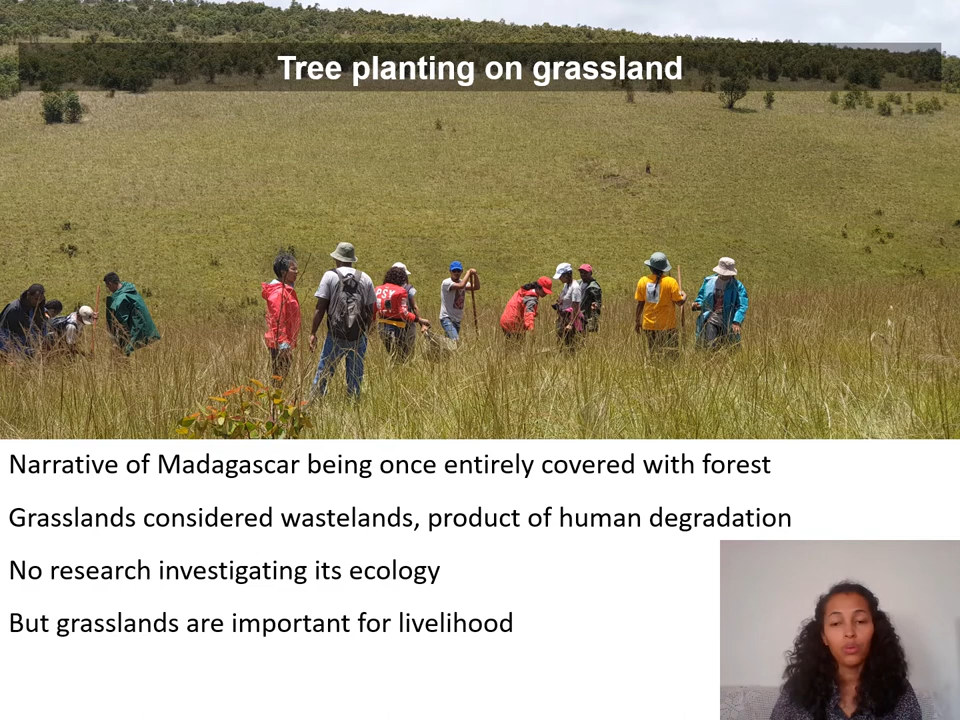 Tree planting on grassland
PSY
Narrative of Madagascar being once entirely covered with forest
Grasslands considered wastelands, product of human degradation
No research investigating its ecology
But grasslands are important for livelihood